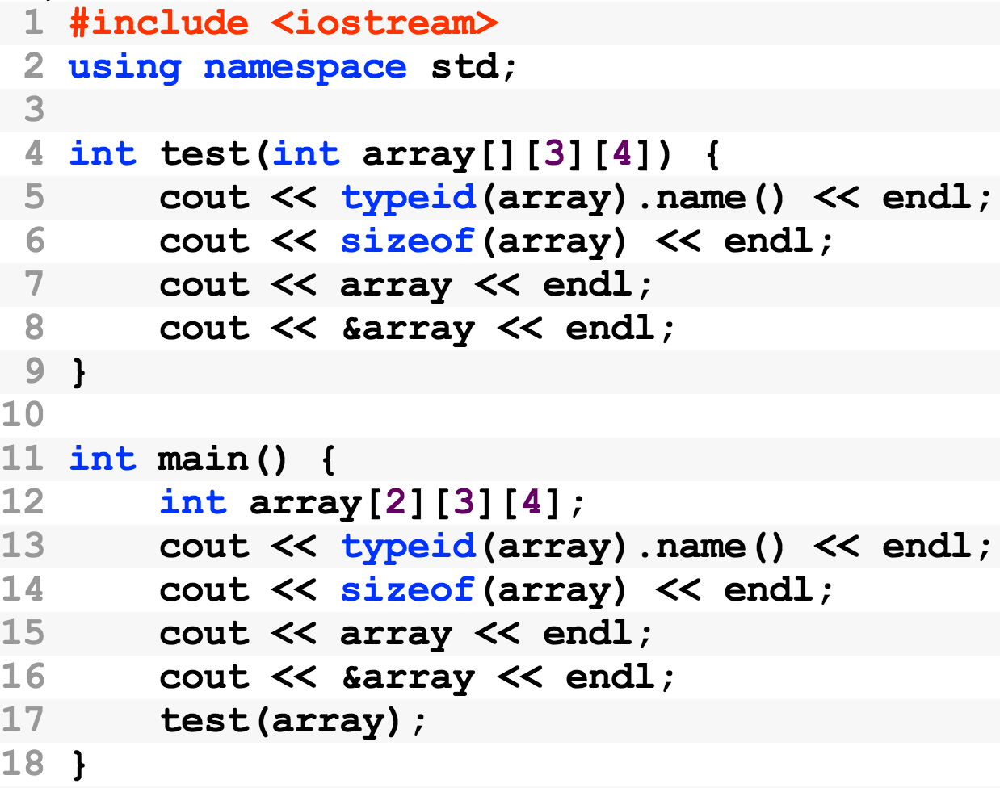 1 #include <iostream>
2 using namespace std;
3
4 int test(int array[][3][4]) {
5     cout << typeid(array).name() << endl;
6     cout << sizeof(array) << endl;
7     cout << array << endl;
8     cout << &array << endl;
9 }
10
11 int main() {
12     int array[2][3][4];
13     cout << typeid(array).name() << endl;
14     cout << sizeof(array) << endl;
15     cout << array << endl;
16     cout << &array << endl;
17     test(array);
18 }